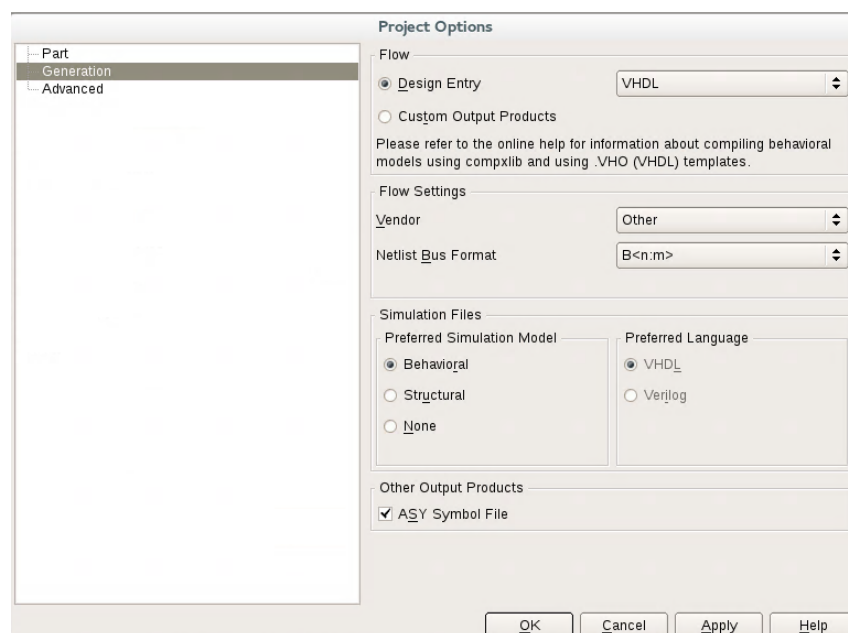 Project Options
Part
Generation
Advanced
Flow
Design Entry
VHDL
Custom Output Products
Please refer to the online help for information about compiling behavioral
models using compxlib and using .VHO (VHDL) templates.
Flow Settings
Vendor
Other
Netlist Bus Format
B<n:m>
Simulation Files
Preferred Simulation Model
Behavioral
Structural
None
Preferred Language
VHDL
Verilog
Other Output Products
ASY Symbol File
OK Cancel Apply Help